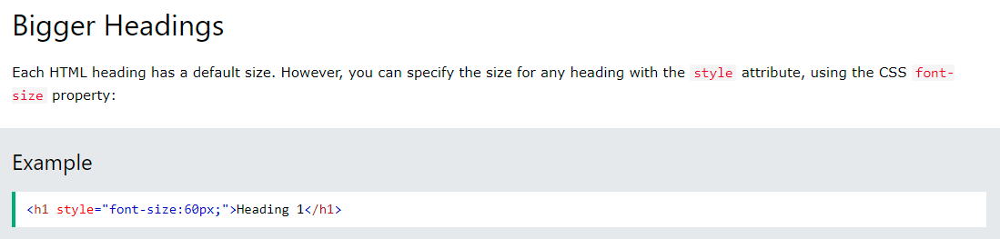 Bigger Headings
Each HTML heading has a default size. However, you can specify the size for any heading with the style attribute, using the CSS font-
size property:
Example
<h1 style="font-size:60px;">Heading 1</h1>